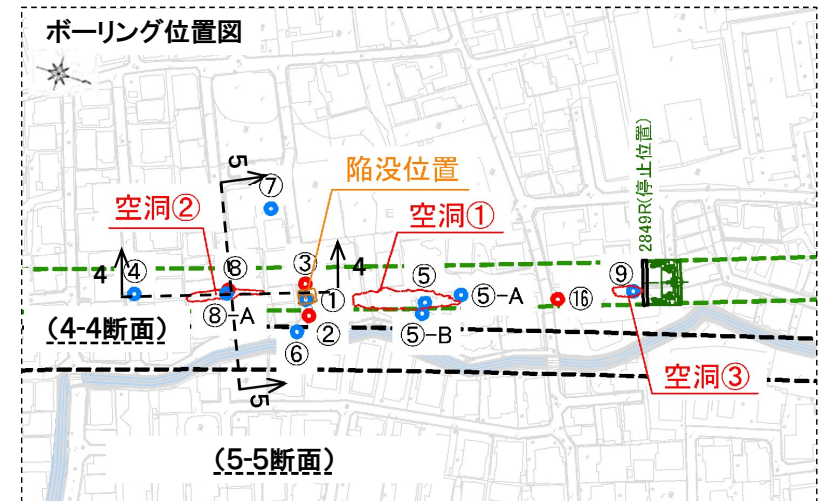 ボーリング位置図
陥没位置
空洞②
空洞①
2849R(停止位置)
5
⑦
4
④
⑧
③
4
⑤
⑨
①
⑤-A
⑯
⑧-A
②
⑤-B
(4-4断面)
⑥
空洞③
5
(5-5断面)